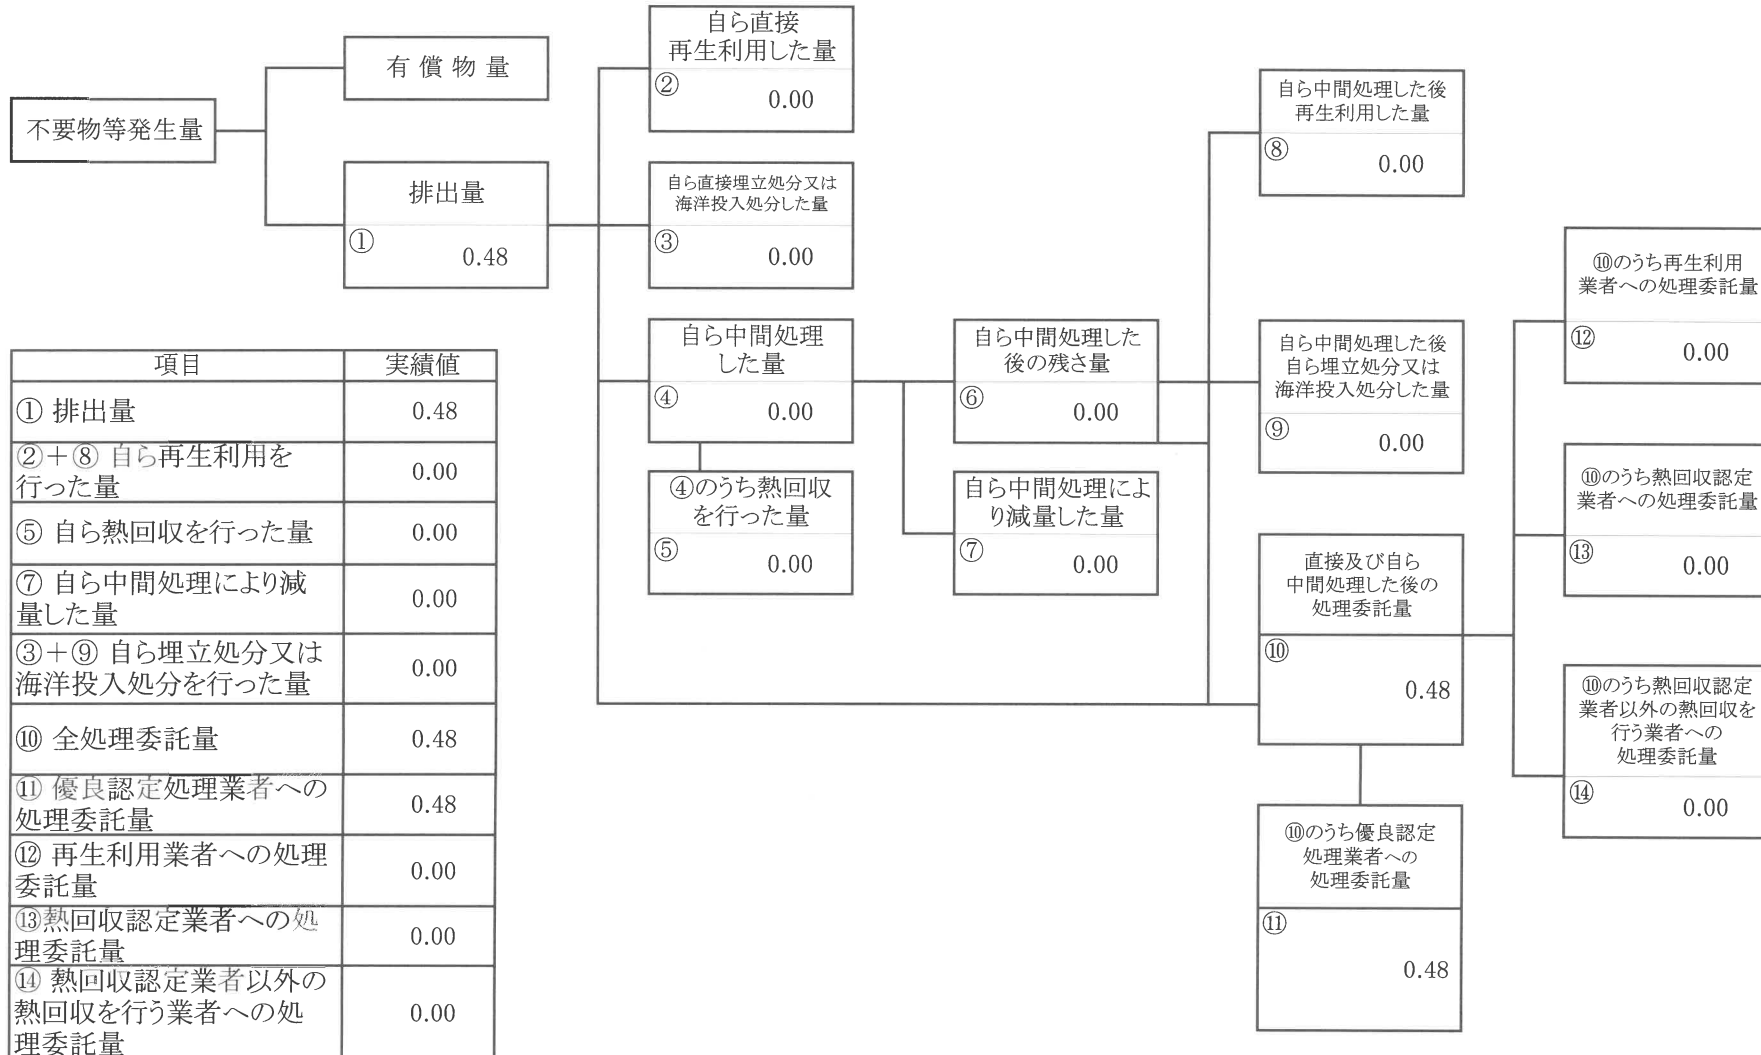 不要物等発生量
有償物量
排出量
①
0.48
自ら直接
再生利用した量
②
0.00
自ら直接埋立処分又は
海洋投入処分した量
③
0.00
自ら中間処理
した量
④
0.00
④のうち熱回収
を行った量
⑤
0.00
自ら中間処理した
後の残さ量
⑥
0.00
自ら中間処理によ
り減量した量
⑦
0.00
自ら中間処理した後
再生利用した量
⑧
0.00
自ら中間処理した後
自ら埋立処分又は
海洋投入処分した量
⑨
0.00
直接及び自ら
中間処理した後の
処理委託量
⑩
0.48
⑩のうち優良認定
処理業者への
処理委託量
⑪
0.48
⑩のうち再生利用
業者への処理委託量
⑫
0.00
⑩のうち熱回収認定
業者への処理委託量
⑬
0.00
⑩のうち熱回収認定
業者以外の熱回収を
行う業者への
処理委託量
⑭
0.00
項目 実績値
① 排出量 0.48
②＋⑧ 自ら再生利用を
行った量 0.00
⑤ 自ら熱回収を行った量 0.00
⑦ 自ら中間処理により減
量した量 0.00
③＋⑨ 自ら埋立処分又は
海洋投入処分を行った量 0.00
⑩ 全処理委託量 0.48
⑪ 優良認定処理業者への
処理委託量 0.48
⑫ 再生利用業者への処理
委託量 0.00
⑬熱回収認定業者への処
理委託量 0.00
⑭ 熱回収認定業者以外の
熱回収を行う業者への処
理委託量 0.00